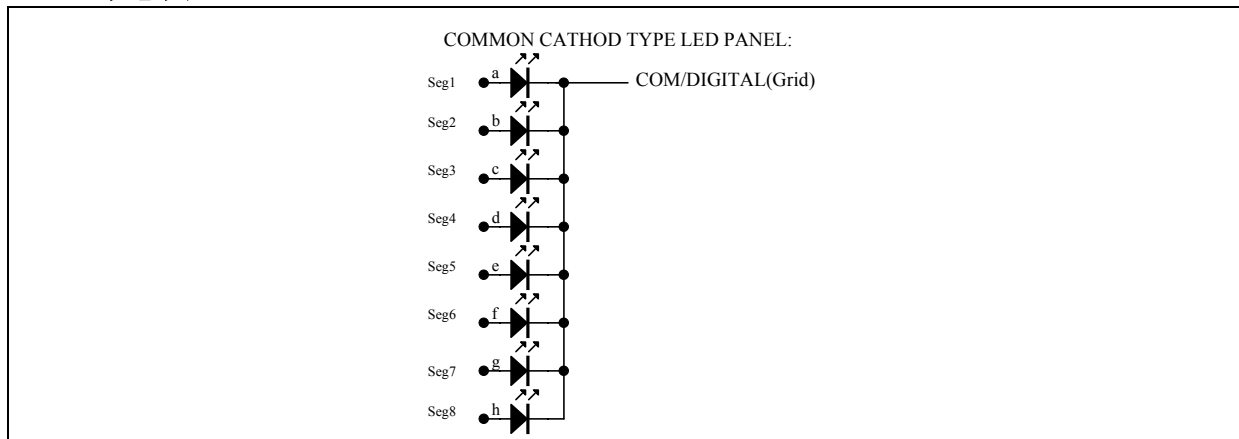 COMMON CATHOD TYPE LED PANEL:
Seg1 a COM/DIGITAL(Grid)
Seg2 b
Seg3 c
Seg4 d
Seg5 e
Seg6 f
Seg7 g
Seg8 h